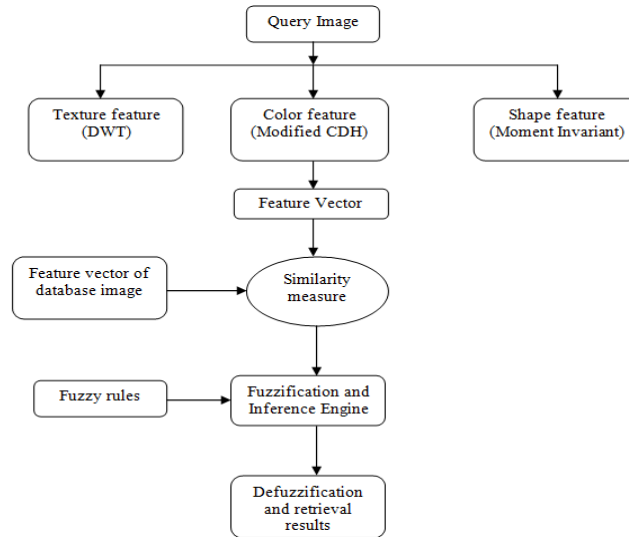 Query Image
Texture feature
(DWT)
Color feature
(Modified CDH)
Shape feature
(Moment Invariant)
Feature Vector
Feature vector of
database image
Similarity
measure
Fuzzy rules
Fuzzification and
Inference Engine
Defuzzification
and retrieval
results